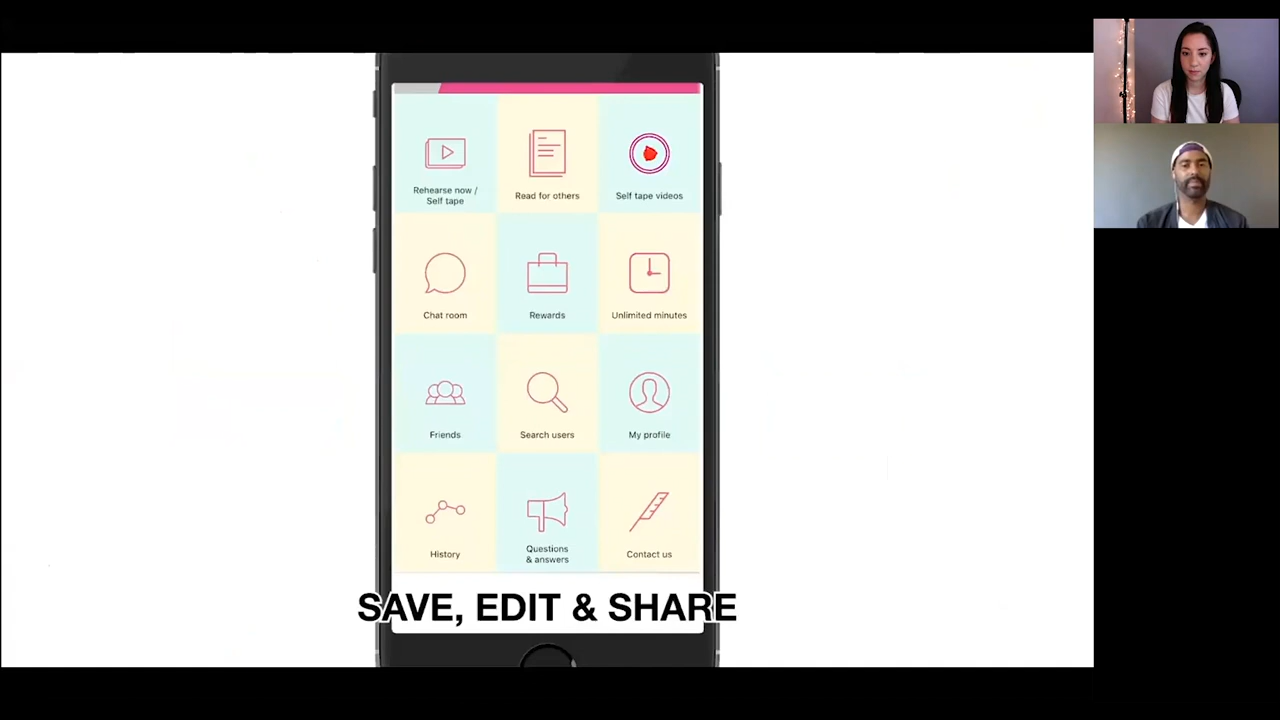 Rehearse now /
Self tape
Read for others
Self tape videos
Chat room
Rewards
Unlimited minutes
Friends
Search users
My profile
History
Questions
& answers
Contact us
SAVE, EDIT & SHARE